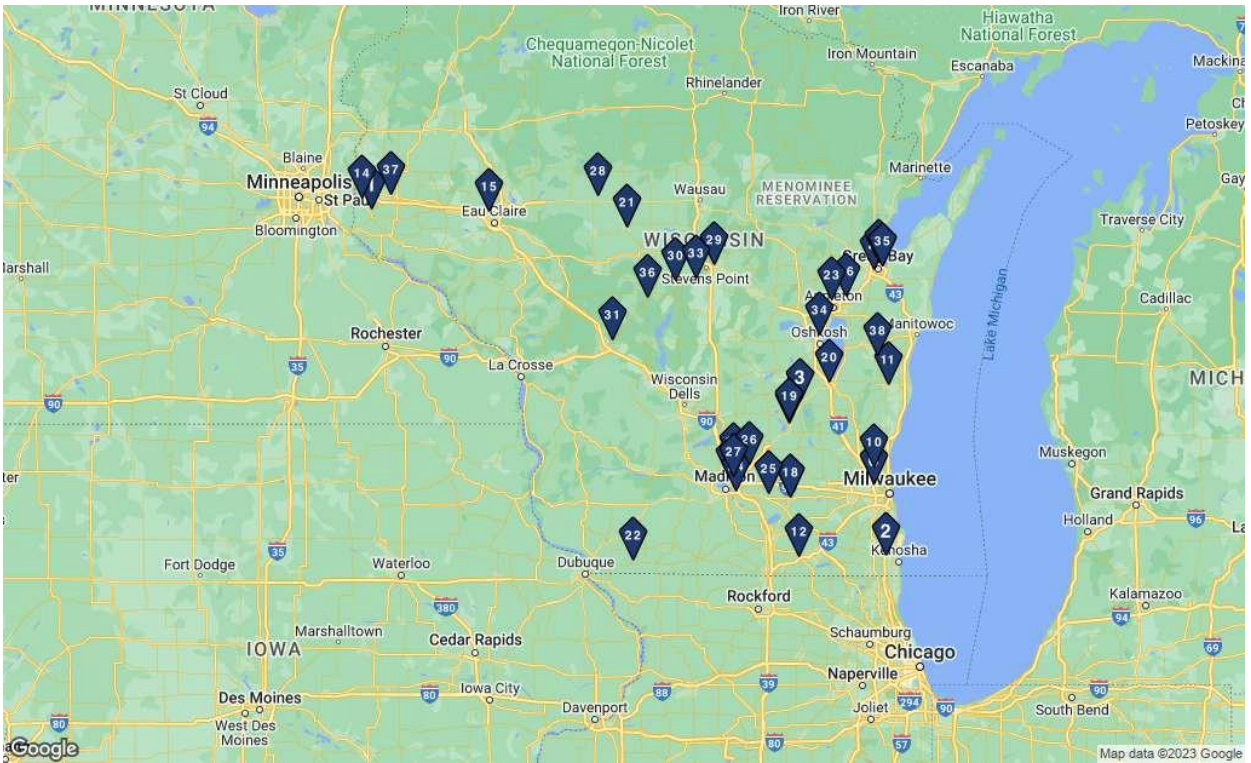 MINNESOTA
Iron River
Hiawatha
National Forest
Chequamegon-Nicolet
National Forest
Iron Mountain
Escanaba
Mackina
St Cloud
Rhinelander
94
Petoskey
Blaine
Marinette
14
37
28
Minneapolis
15
Wausau
MENOMINEE
RESERVATION
St Pau
21
Eau Claire
Traverse City
Bloomington
WISCONSIN
29
35
30
33
Bay
Marshall
36
Stevens Point
23
6
43
Cadillac
Appleton
31
34
38
Manitowoc
Rochester
Oshkosh
Lake Michigan
90
La Crosse
20
11
35
Wisconsin
Dells
3
MICH
90
19
90
41
26
10
27
Muskegon
25
18
Madison
Milwaukee
Grand Rapids
2
12
Holland
96
22
43
Kenosha
35
Fort Dodge
Waterloo
Dubuque
Kalamazoo
Rockford
94
380
Marshalltown
Schaumburg
69
IOWA
Cedar Rapids
Chicago
Naperville
80
Iowa City
88
39
294
90
Des Moines
Davenport
Joliet
90
South Bend
West Des
Moines
80
80
57
Google
Map data ©2023 Google